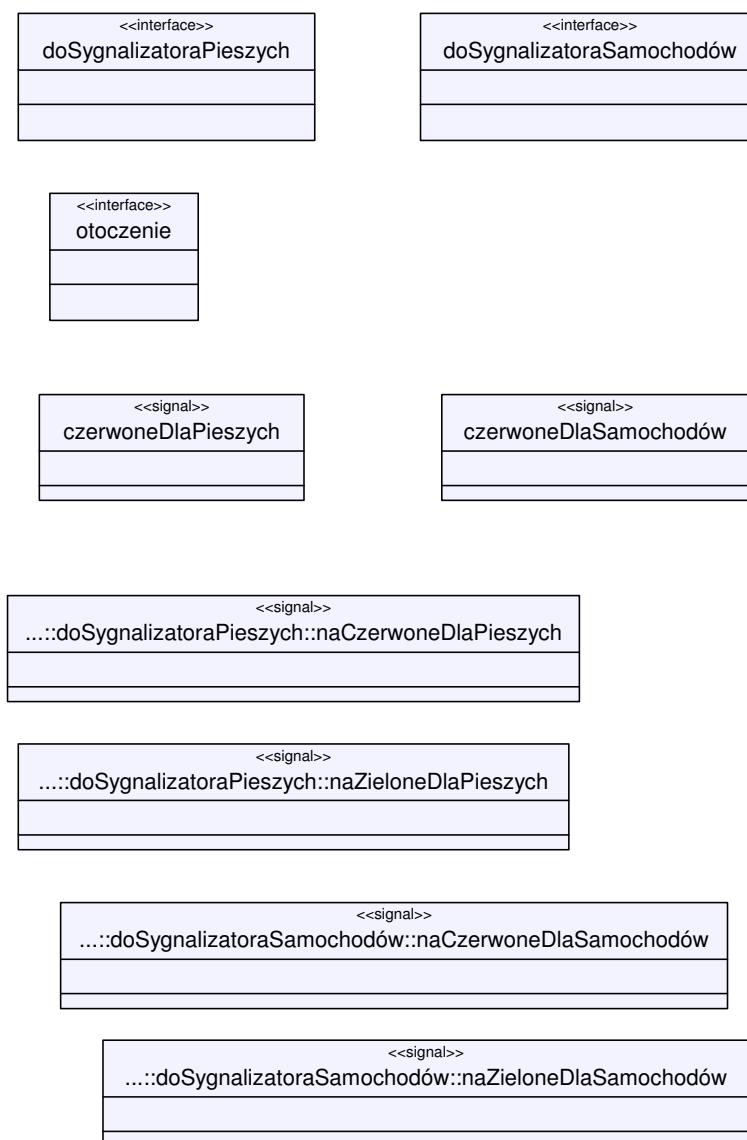 <<interface>>
doSygnalizatoraPieszych
<<interface>>
doSygnalizatoraSamochodów
<<interface>>
otoczenie
<<signal>>
czerwoneDlaPieszych
<<signal>>
czerwoneDlaSamochodów
<<signal>>
...::doSygnalizatoraPieszych::naCzerwoneDlaPieszych
<<signal>>
...::doSygnalizatoraPieszych::naZieloneDlaPieszych
<<signal>>
...::doSygnalizatoraSamochodów::naCzerwoneDlaSamochodów
<<signal>>
...::doSygnalizatoraSamochodów::naZieloneDlaSamochodów